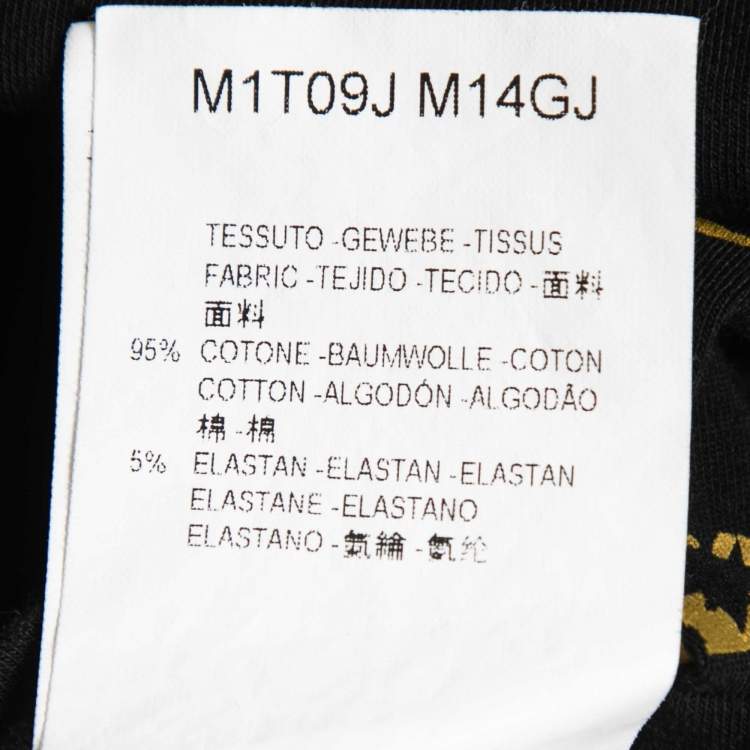 M1T09J M14GJ
TESSUTO -GEWEBE -TISSUS
FABRIC -TEJIDO -TECIDO -面料
面料
95% COTONE -BAUMWOLLE -COTON
COTTON -ALGODÓN -ALGODÃO
棉 -棉
5% ELASTAN -ELASTAN -ELASTAN
ELASTANE -ELASTANO
ELASTANO -氨綸 -氨纶